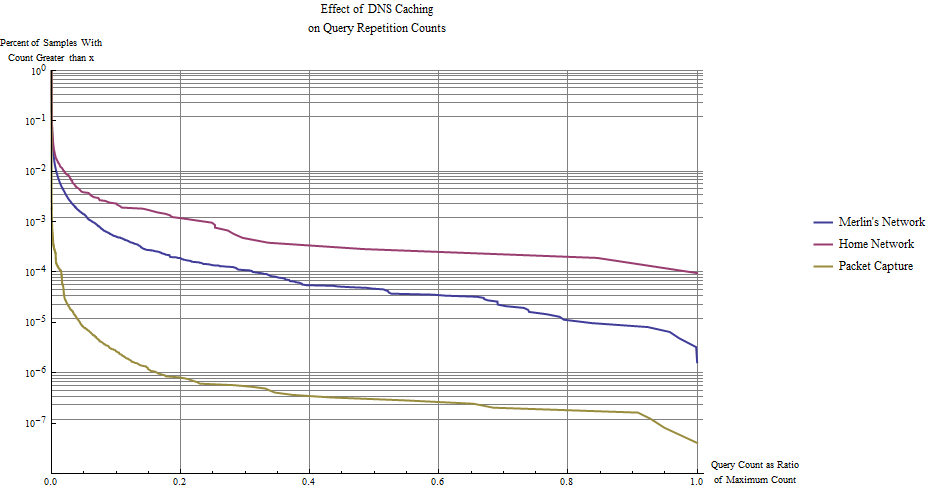 Effect of DNS Caching
on Query Repetition Counts
Percent of Samples With
Count Greater than x
10⁰
10⁻¹
10⁻²
10⁻³
10⁻⁴
10⁻⁵
10⁻⁶
10⁻⁷
0.0 0.2 0.4 0.6 0.8 1.0
Query Count as Ratio
of Maximum Count
Merlin's Network
Home Network
Packet Capture